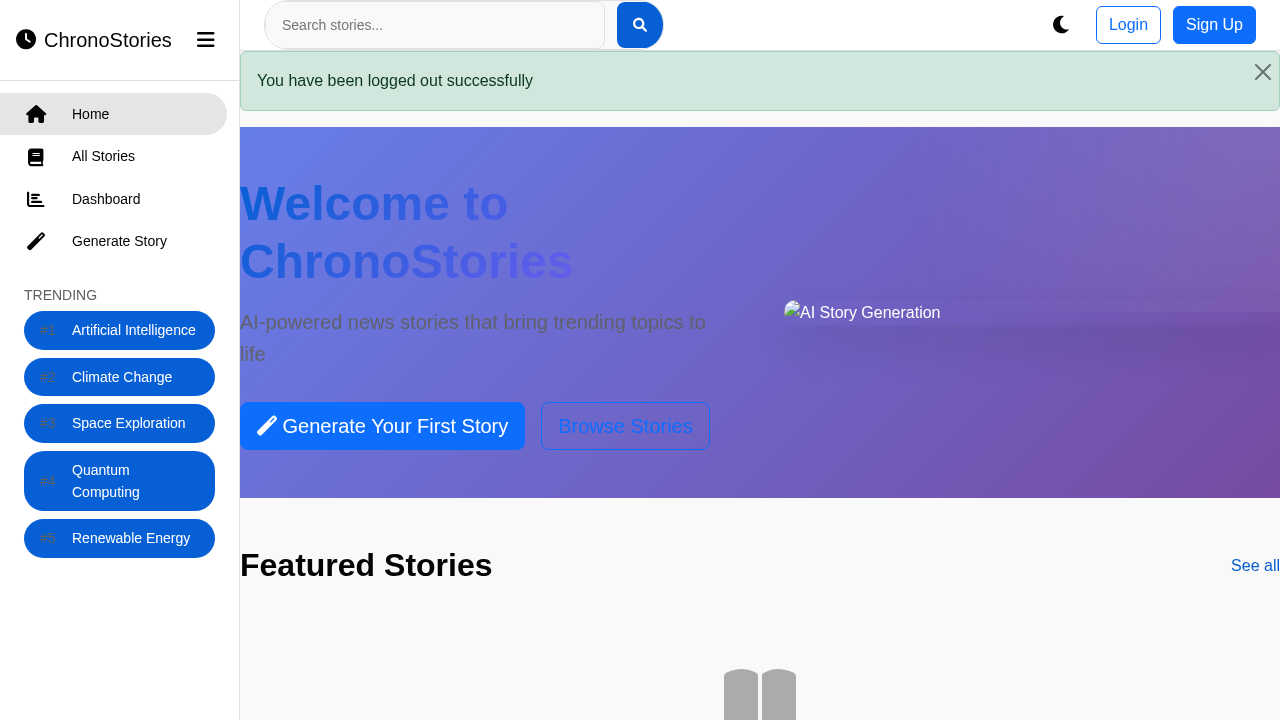 ChronoStories
Search stories...
Login
Sign Up
You have been logged out successfully
Home
All Stories
Dashboard
Generate Story
TRENDING
#1 Artificial Intelligence
#2 Climate Change
#3 Space Exploration
#4 Quantum
Computing
#5 Renewable Energy
Welcome to
ChronoStories
AI-powered news stories that bring trending topics to
life
Generate Your First Story
Browse Stories
AI Story Generation
Featured Stories
See all